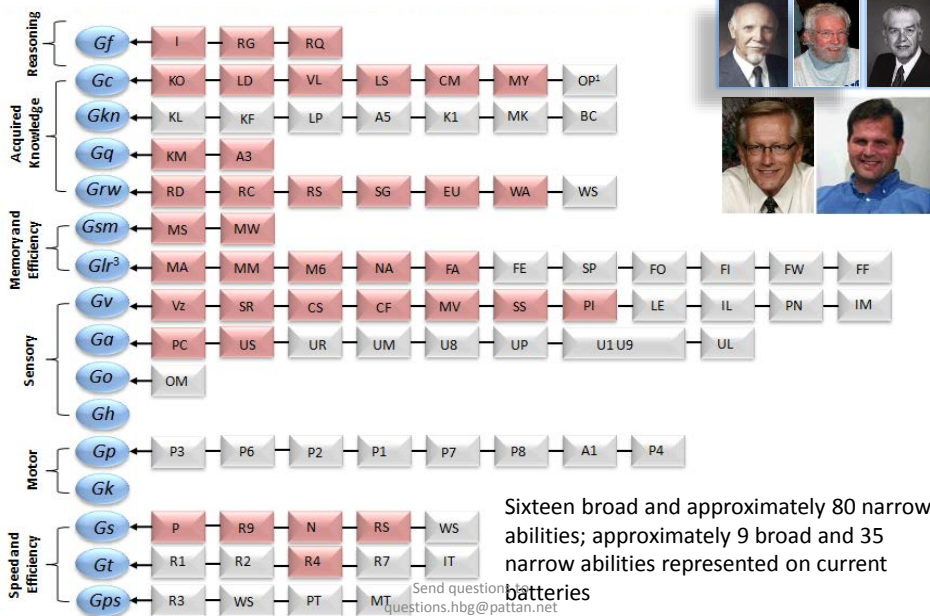 Reasoning
Gf I RG RQ
Acquired
Knowledge
Gc KO LD VL LS CM MY OP¹
Gkn KL KF LP A5 K1 MK BC
Gq KM A3
Grw RD RC RS SG EU WA WS
Memory and
Efficiency
Gsm MS MW
Glr³ MA MM M6 NA FA FE SP FO FI FW FF
Sensory
Gv Vz SR CS CF MV SS PI LE IL PN IM
Ga PC US UR UM U8 UP U1 U9 UL
Go OM
Gh
Motor
Gp P3 P6 P2 P1 P7 P8 A1 P4
Gk
Speed and
Efficiency
Gs P R9 N RS WS
Gt R1 R2 R4 R7 IT
Gps R3 WS PT MT
Sixteen broad and approximately 80 narrow
abilities; approximately 9 broad and 35
narrow abilities represented on current
batteries
Send questions to
questions.hbg@pattan.net